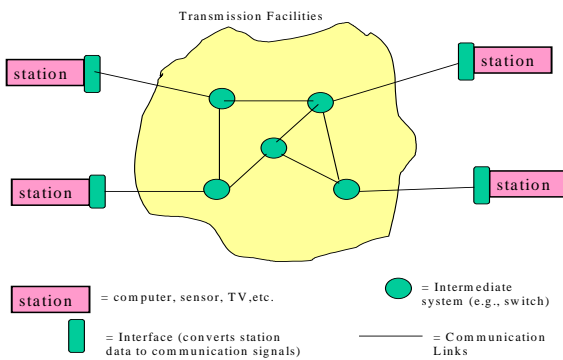 Transmission Facilities
station
station
station
station
station
= computer, sensor, TV,etc.
= Intermediate
system (e.g., switch)
= Interface (converts station
data to communication signals)
= Communication
Links